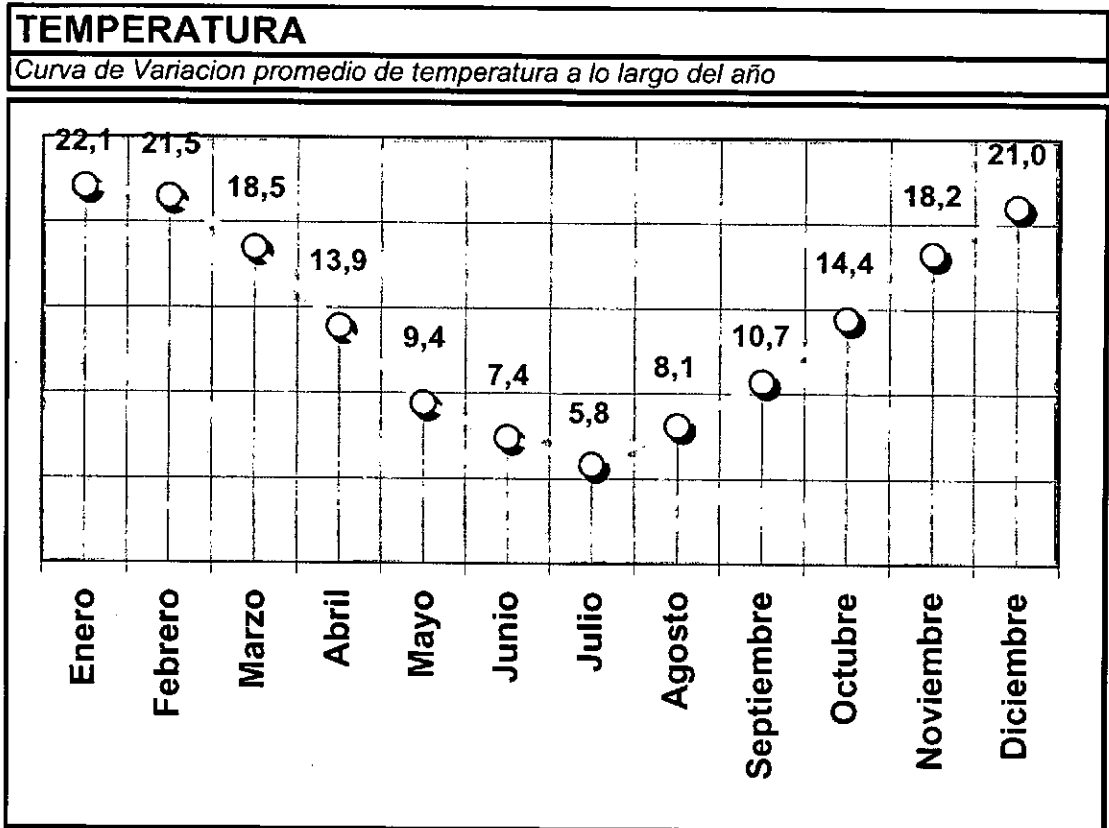 TEMPERATURA
Curva de Variacion promedio de temperatura a lo largo del año
22,1
21,5
18,5
13,9
9,4
7,4
5,8
8,1
10,7
14,4
18,2
21,0
Enero
Febrero
Marzo
Abril
Mayo
Junio
Julio
Agosto
Septiembre
Octubre
Noviembre
Diciembre